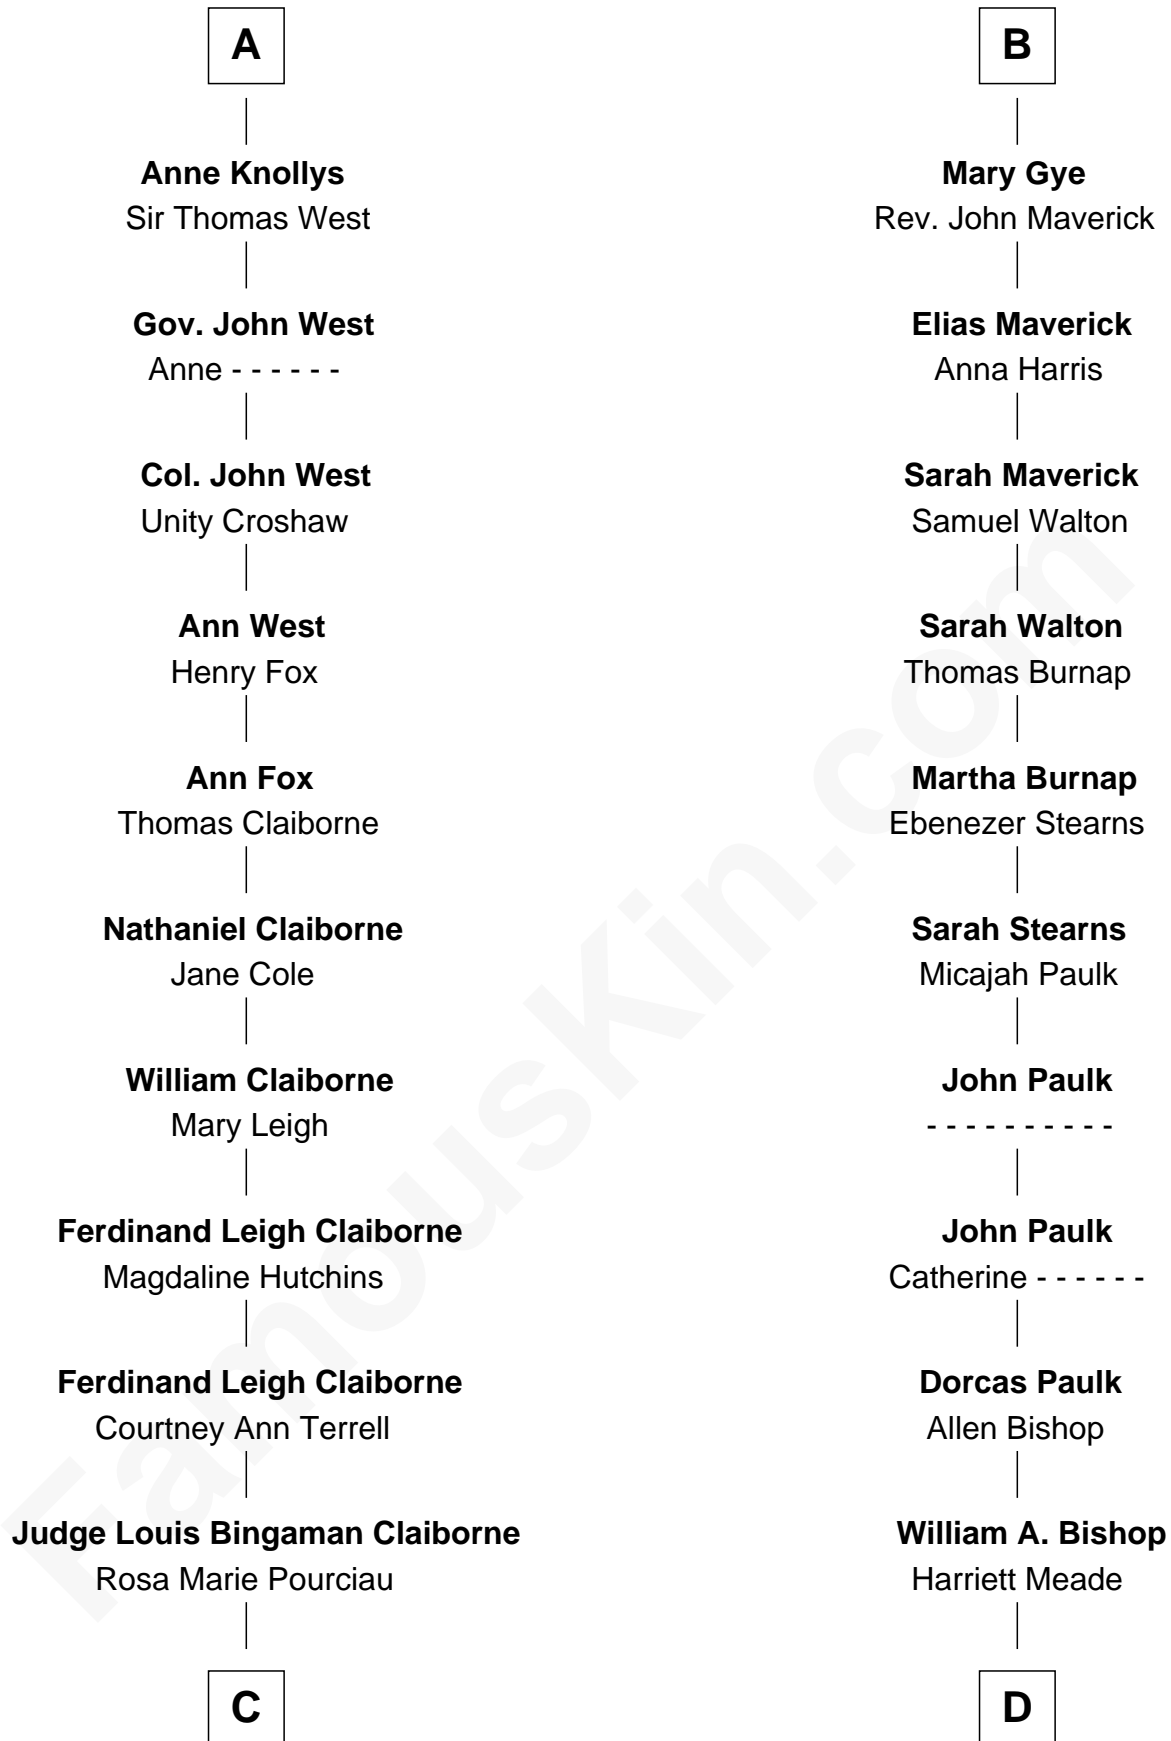 A
Anne Knollys
Sir Thomas West
Gov. John West
Anne - - - - - -
Col. John West
Unity Croshaw
Ann West
Henry Fox
Ann Fox
Thomas Claiborne
Nathaniel Claiborne
Jane Cole
William Claiborne
Mary Leigh
Ferdinand Leigh Claiborne
Magdaline Hutchins
Ferdinand Leigh Claiborne
Courtney Ann Terrell
Judge Louis Bingaman Claiborne
Rosa Marie Pourciau
C
B
Mary Gye
Rev. John Maverick
Elias Maverick
Anna Harris
Sarah Maverick
Samuel Walton
Sarah Walton
Thomas Burnap
Martha Burnap
Ebenezer Stearns
Sarah Stearns
Micajah Paulk
John Paulk
- - - - - - - - - -
John Paulk
Catherine - - - - - -
Dorcas Paulk
Allen Bishop
William A. Bishop
Harriett Meade
D
FamousKin.com